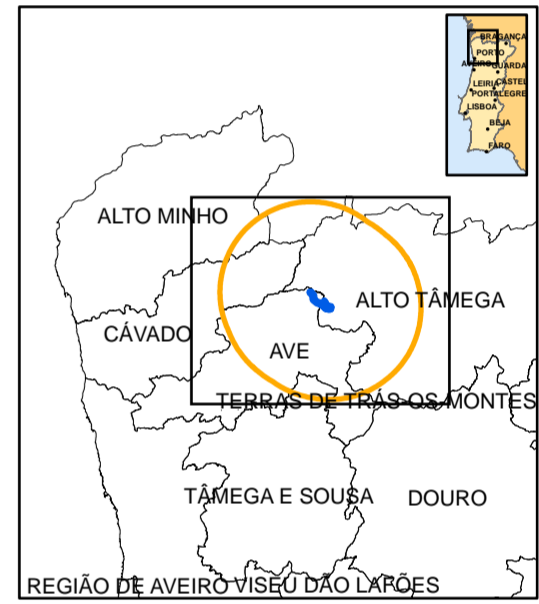 BRAGANÇA
PORTO
AVEIRO
GUARDA
LEIRIA
CASTEL
PORTALEGRE
LISBOA
BEJA
FARO
ALTO MINHO
ALTO TÂMEGA
CÁVADO
AVE
TERRAS DE TRÁS-OS-MONTES
TÂMEGA E SOUSA
DOURO
REGIÃO DE AVEIRO
VISEU DÃO LAFÕES